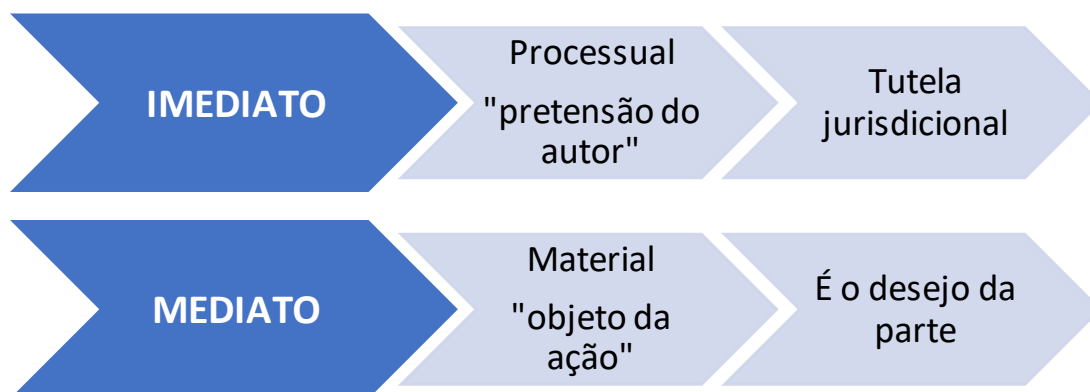 IMEDIATO
Processual
"pretensão do
autor"
Tutela
jurisdicional
MEDIATO
Material
"objeto da
ação"
É o desejo da
parte